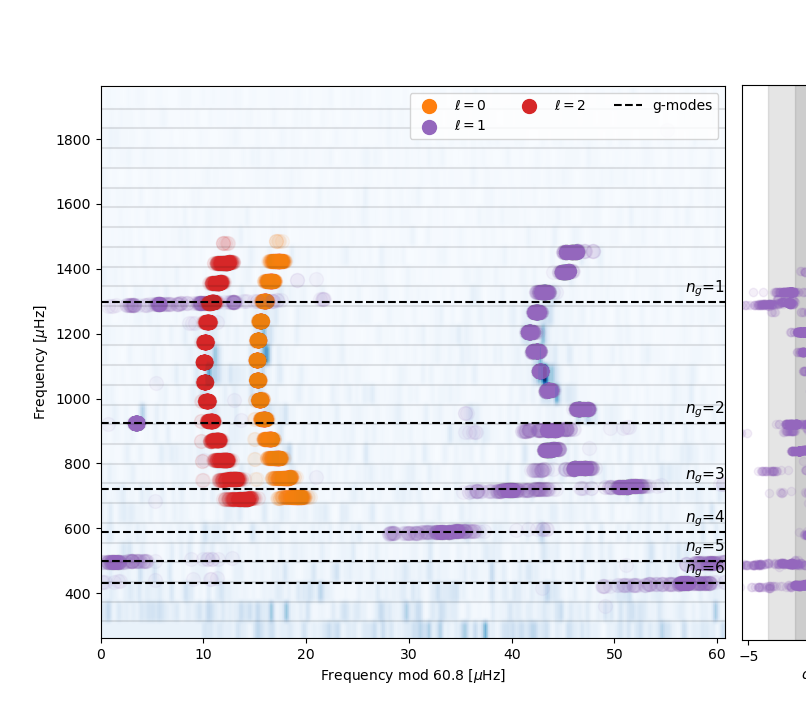 ℓ = 0
ℓ = 2
g-modes
ℓ = 1
1800
1600
1400
1200
1000
800
600
400
Frequency [μHz]
n_g=1
n_g=2
n_g=3
n_g=4
n_g=5
n_g=6
0
10
20
30
40
50
60
Frequency mod 60.8 [μHz]
−5